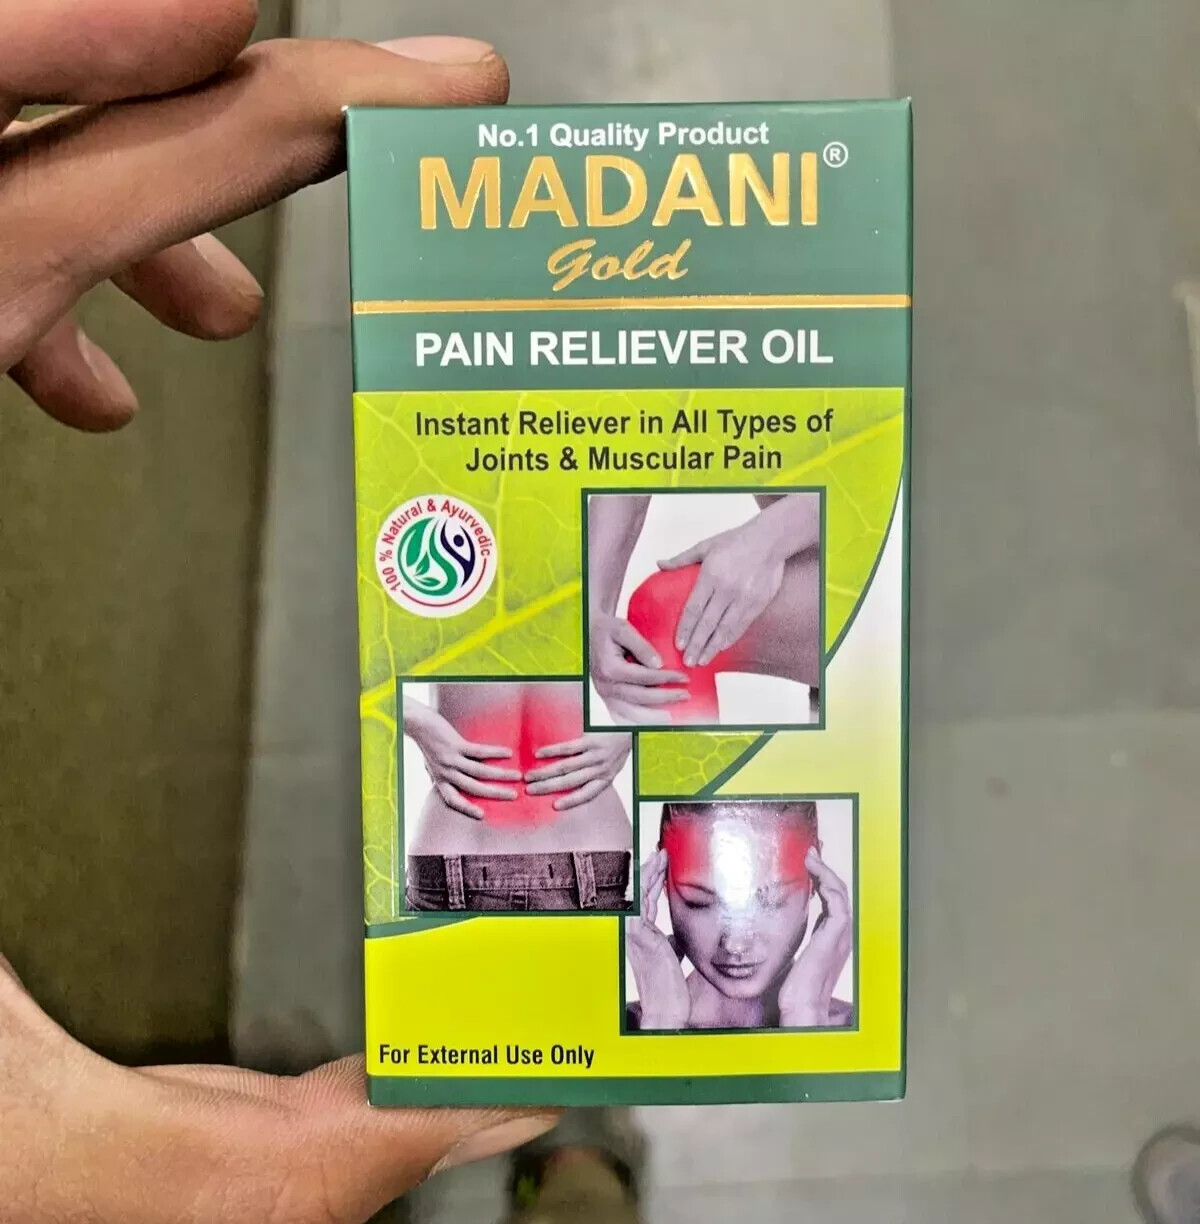 No.1 Quality Product
MADANI®
Gold
PAIN RELIEVER OIL
Instant Reliever in All Types of
Joints & Muscular Pain
100 % Natural & Ayurvedic
For External Use Only